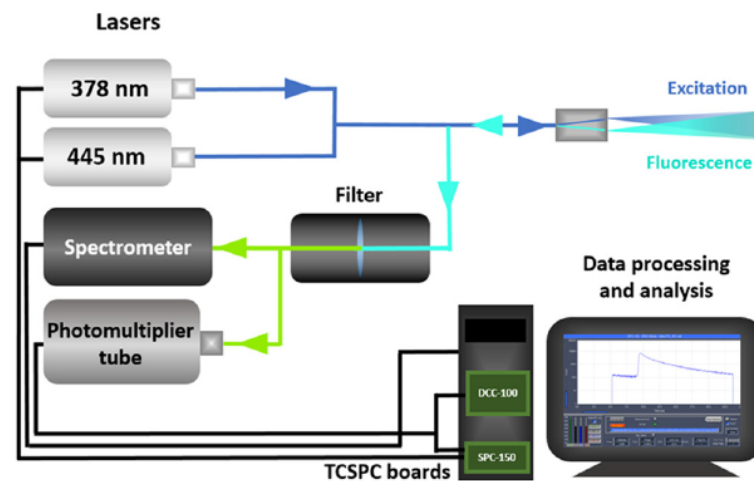 Lasers
378 nm
445 nm
Excitation
Fluorescence
Filter
Spectrometer
Photomultiplier
tube
Data processing
and analysis
DCC-100
SPC-150
TCSPC boards